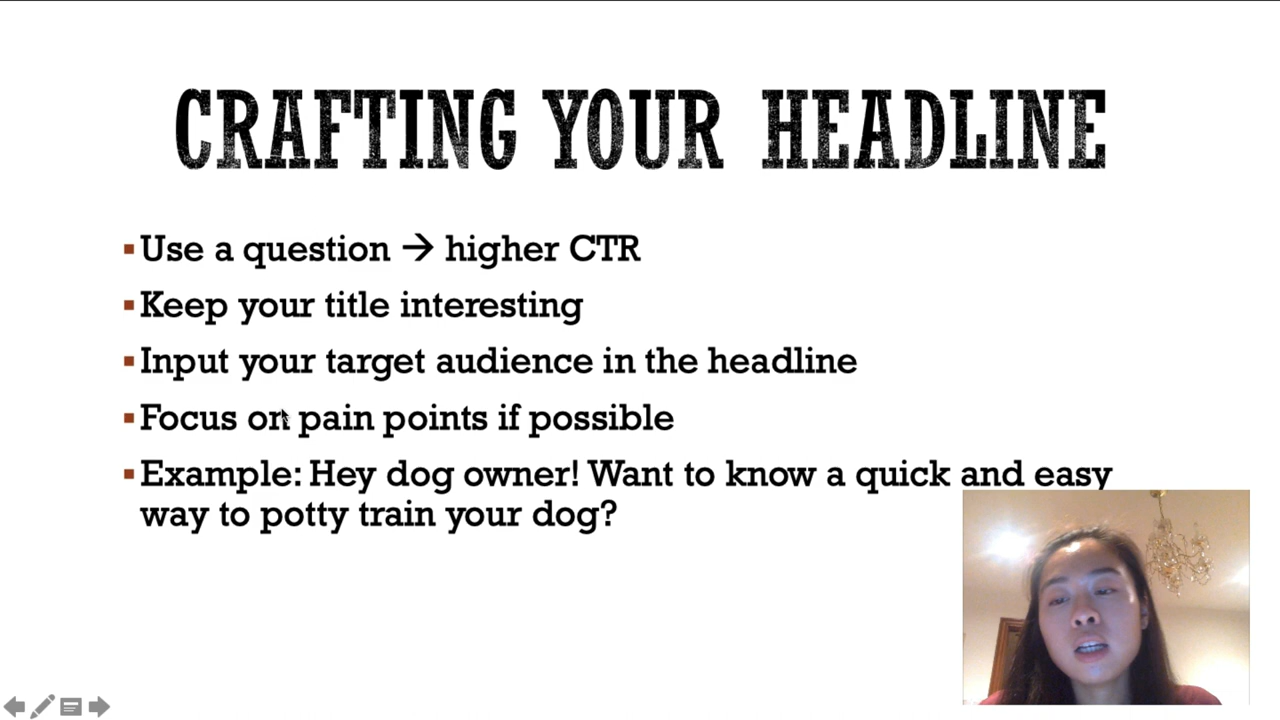 CRAFTING YOUR HEADLINE
Use a question → higher CTR
Keep your title interesting
Input your target audience in the headline
Focus on pain points if possible
Example: Hey dog owner! Want to know a quick and easy
way to potty train your dog?